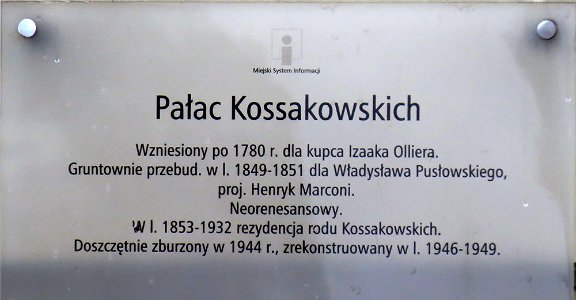 i
Miejski System Informacji
Pałac Kossakowskich
Wzniesiony po 1780 r. dla kupca Izaaka Olliera.
Gruntownie przebud. w l. 1849-1851 dla Władysława Pusłowskiego,
proj. Henryk Marconi.
Neorenesansowy.
W l. 1853-1932 rezydencja rodu Kossakowskich.
Doszczętnie zburzony w 1944 r., zrekonstruowany w l. 1946-1949.